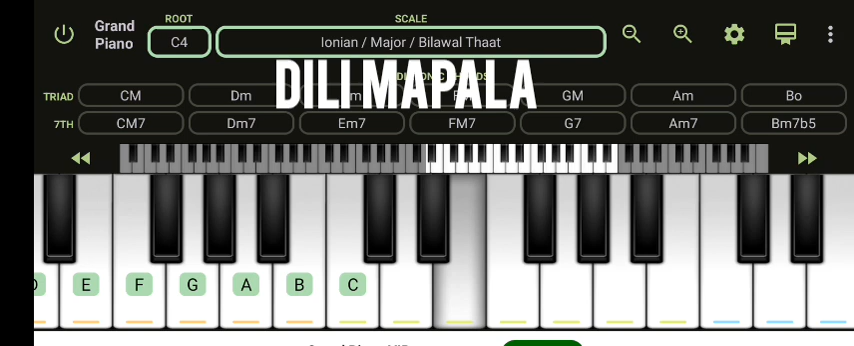 ROOT
SCALE
Grand
Piano
C4
Ionian / Major / Bilawal Thaat
DILI MAPALA
TRIAD
CM
Dm
GM
Am
Bo
7TH
CM7
Dm7
Em7
FM7
G7
Am7
Bm7b5
E
F
G
A
B
C